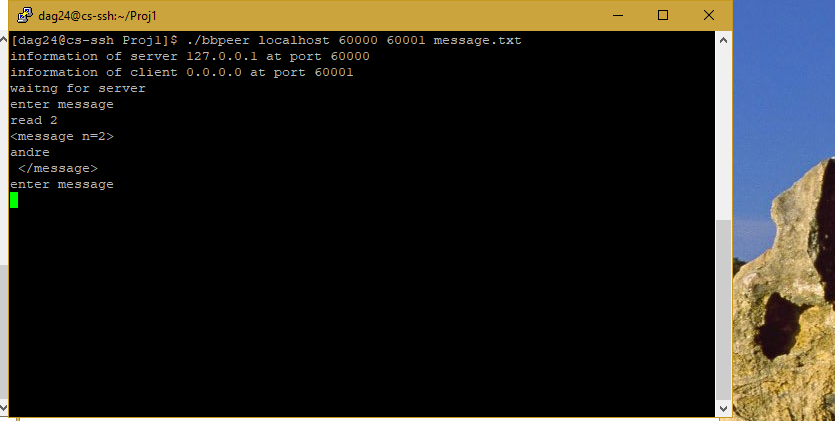 dag24@cs-ssh:~/Proj1
[dag24@cs-ssh Proj1]$ ./bbpeer localhost 60000 60001 message.txt
information of server 127.0.0.1 at port 60000
information of client 0.0.0.0 at port 60001
waitng for server
enter message
read 2
<message n=2>
andre
 </message>
enter message